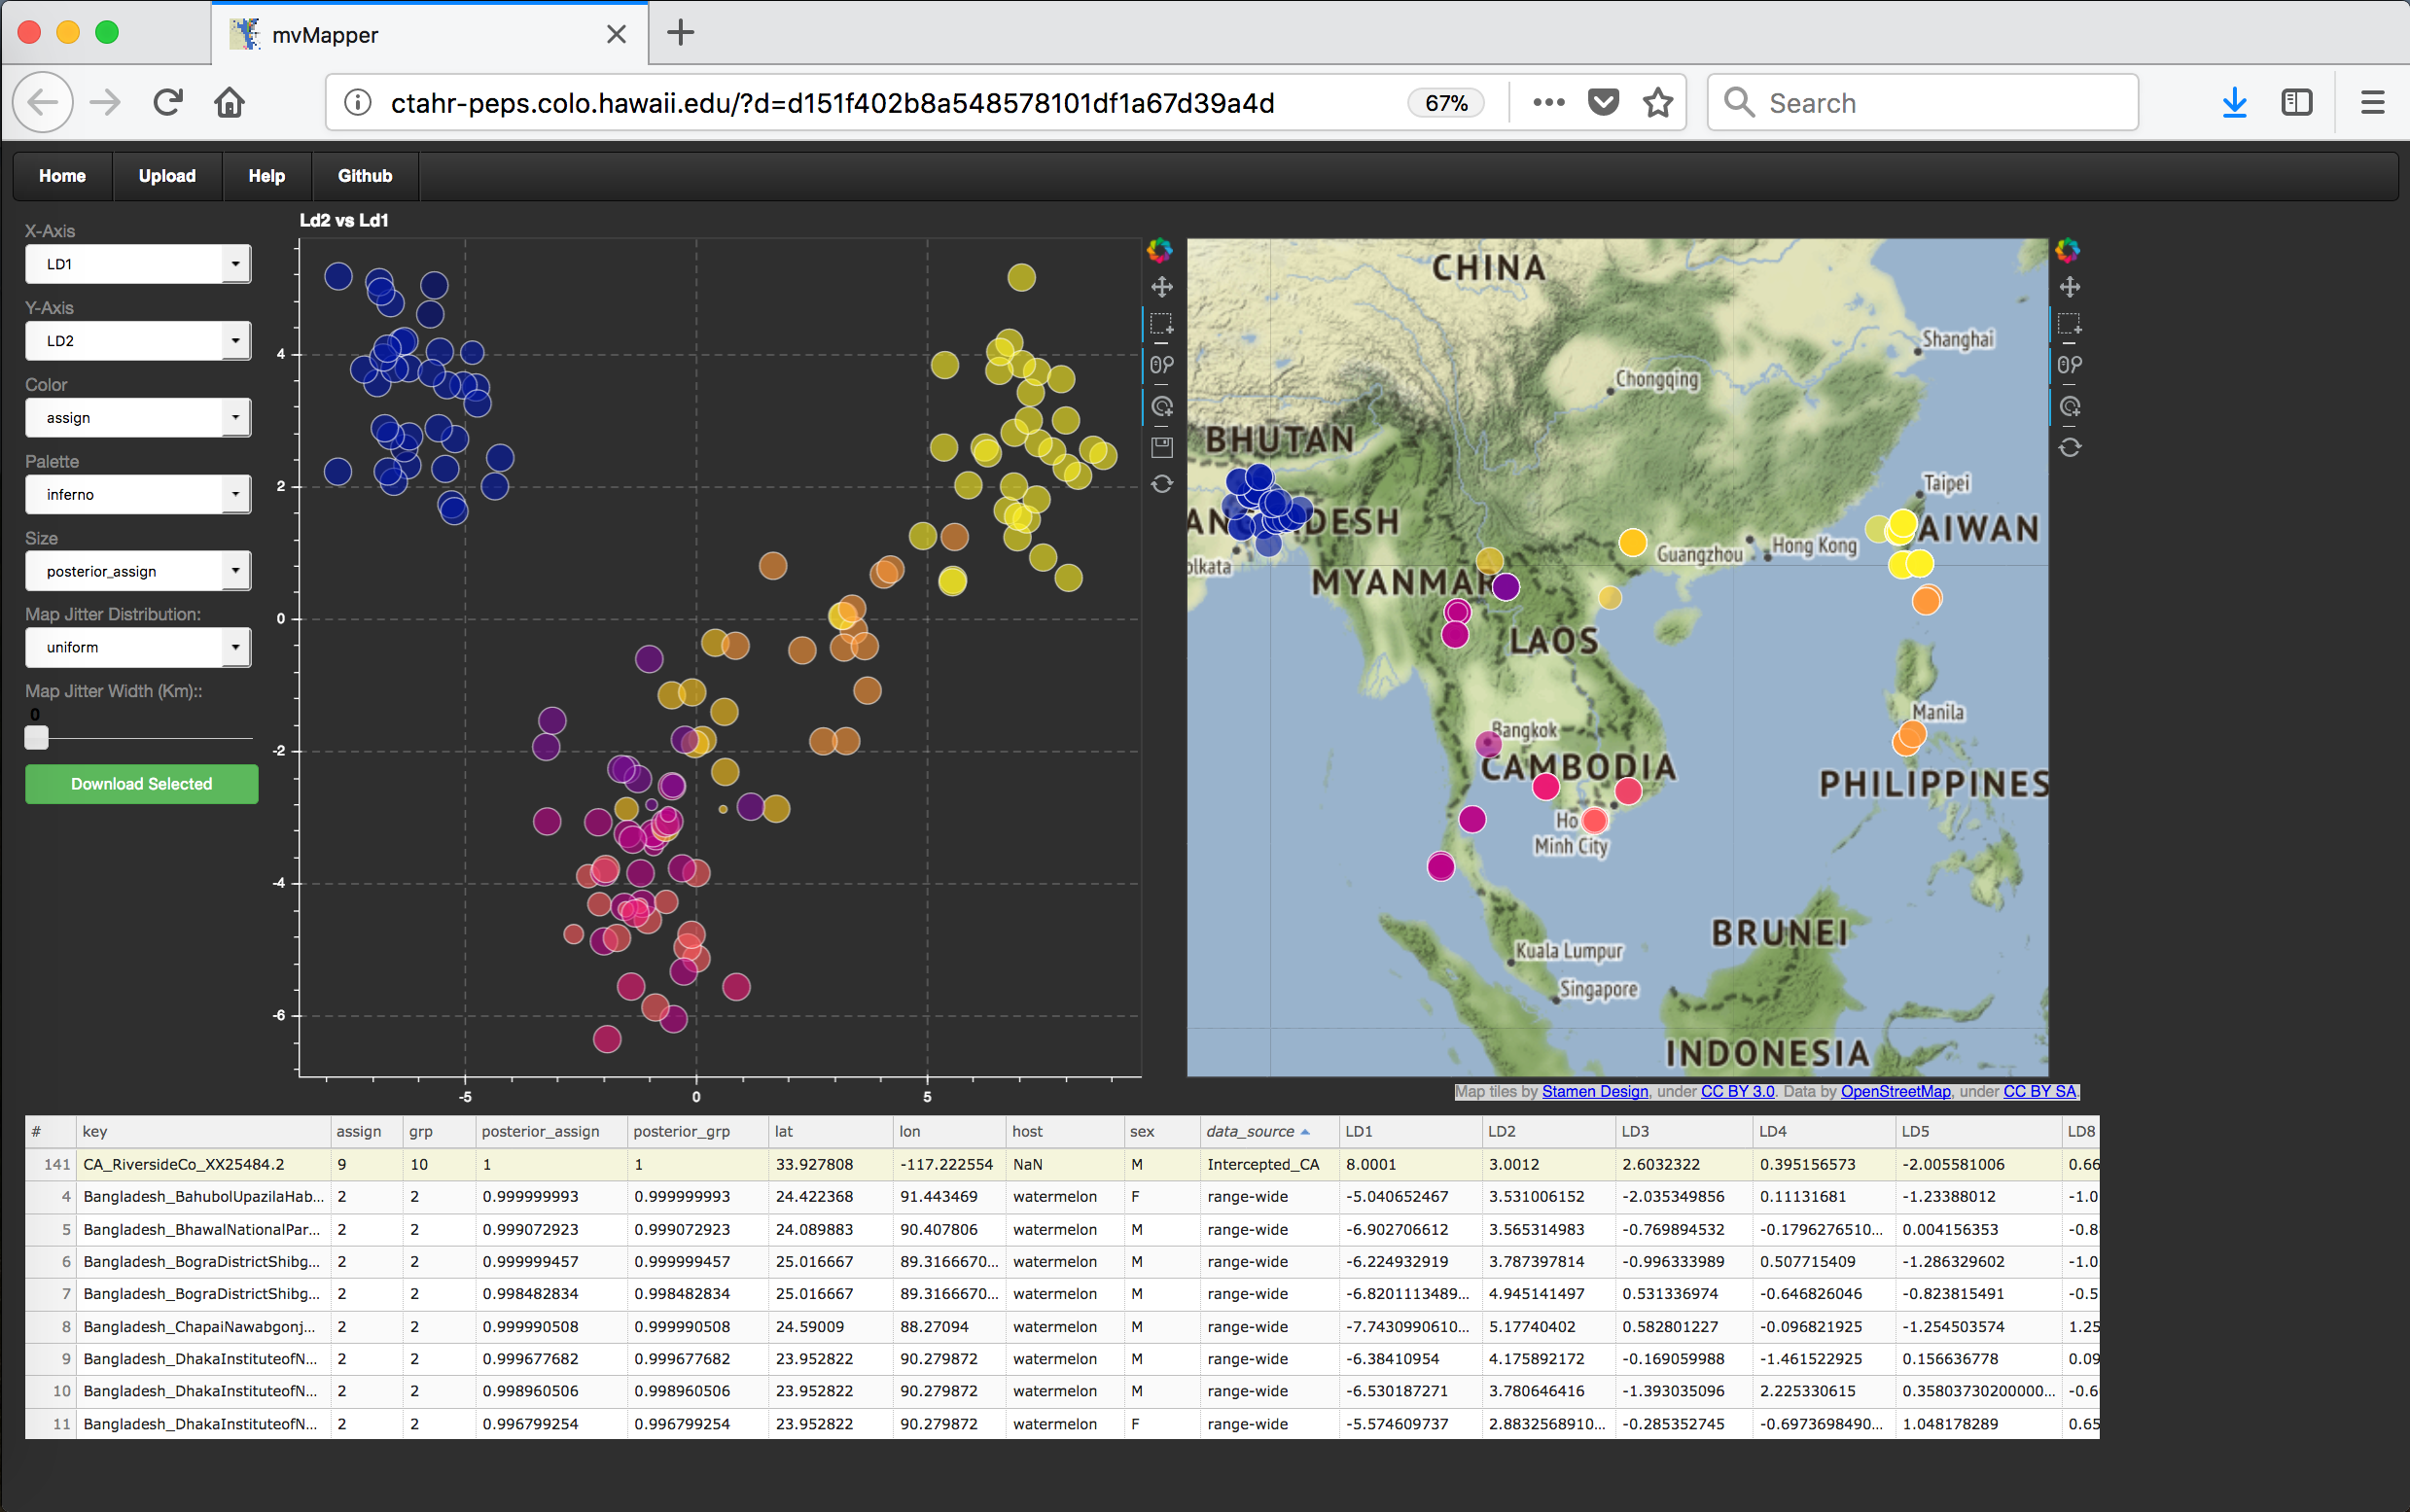 mvMapper
ctahr-peps.colo.hawaii.edu/?d=d151f402b8a548578101df1a67d39a4d
67%
Search
Home
Upload
Help
Github
X-Axis
LD1
Y-Axis
LD2
Color
assign
Palette
inferno
Size
posterior_assign
Map Jitter Distribution:
uniform
Map Jitter Width (Km)::
0
Download Selected
Ld2 vs Ld1
4
2
0
-2
-4
-6
-5
0
5
CHINA
Shanghai
Chongqing
BHUTAN
Taipei
DESH
AIWAN
Guangzhou
Hong Kong
olkata
MYANMAR
LAOS
Bangkok
Manila
CAMBODIA
PHILIPPINES
Ho
Minh City
BRUNEI
Kuala Lumpur
Singapore
INDONESIA
Map tiles by Stamen Design, under CC BY 3.0. Data by OpenStreetMap, under CC BY SA.
# key assign grp posterior_assign posterior_grp lat lon host sex data_source LD1 LD2 LD3 LD4 LD5 LD8
141 CA_RiversideCo_XX25484.2 9 10 1 1 33.927808 -117.222554 NaN M Intercepted_CA 8.0001 3.0012 2.6032322 0.395156573 -2.005581006 0.66
4 Bangladesh_BahubolUpazilaHab... 2 2 0.999999993 0.999999993 24.422368 91.443469 watermelon F range-wide -5.040652467 3.531006152 -2.035349856 0.11131681 -1.23388012 -1.0
5 Bangladesh_BhawalNationalPar... 2 2 0.999072923 0.999072923 24.089883 90.407806 watermelon M range-wide -6.902706612 3.565314983 -0.769894532 -0.1796276510... 0.004156353 -0.8
6 Bangladesh_BograDistrictShibg... 2 2 0.999999457 0.999999457 25.016667 89.3166670... watermelon M range-wide -6.224932919 3.787397814 -0.996333989 0.507715409 -1.286329602 -1.0
7 Bangladesh_BograDistrictShibg... 2 2 0.998482834 0.998482834 25.016667 89.3166670... watermelon M range-wide -6.8201113489... 4.945141497 0.531336974 -0.646826046 -0.823815491 -0.5
8 Bangladesh_ChapaiNawabgonj... 2 2 0.999990508 0.999990508 24.59009 88.27094 watermelon M range-wide -7.7430990610... 5.17740402 0.582801227 -0.096821925 -1.254503574 1.25
9 Bangladesh_DhakaInstituteofN... 2 2 0.999677682 0.999677682 23.952822 90.279872 watermelon M range-wide -6.38410954 4.175892172 -0.169059988 -1.461522925 0.156636778 0.09
10 Bangladesh_DhakaInstituteofN... 2 2 0.998960506 0.998960506 23.952822 90.279872 watermelon M range-wide -6.530187271 3.780646416 -1.393035096 2.225330615 0.35803730200000... -0.6
11 Bangladesh_DhakaInstituteofN... 2 2 0.996799254 0.996799254 23.952822 90.279872 watermelon F range-wide -5.574609737 2.8832568910... -0.285352745 -0.6973698490... 1.048178289 0.65